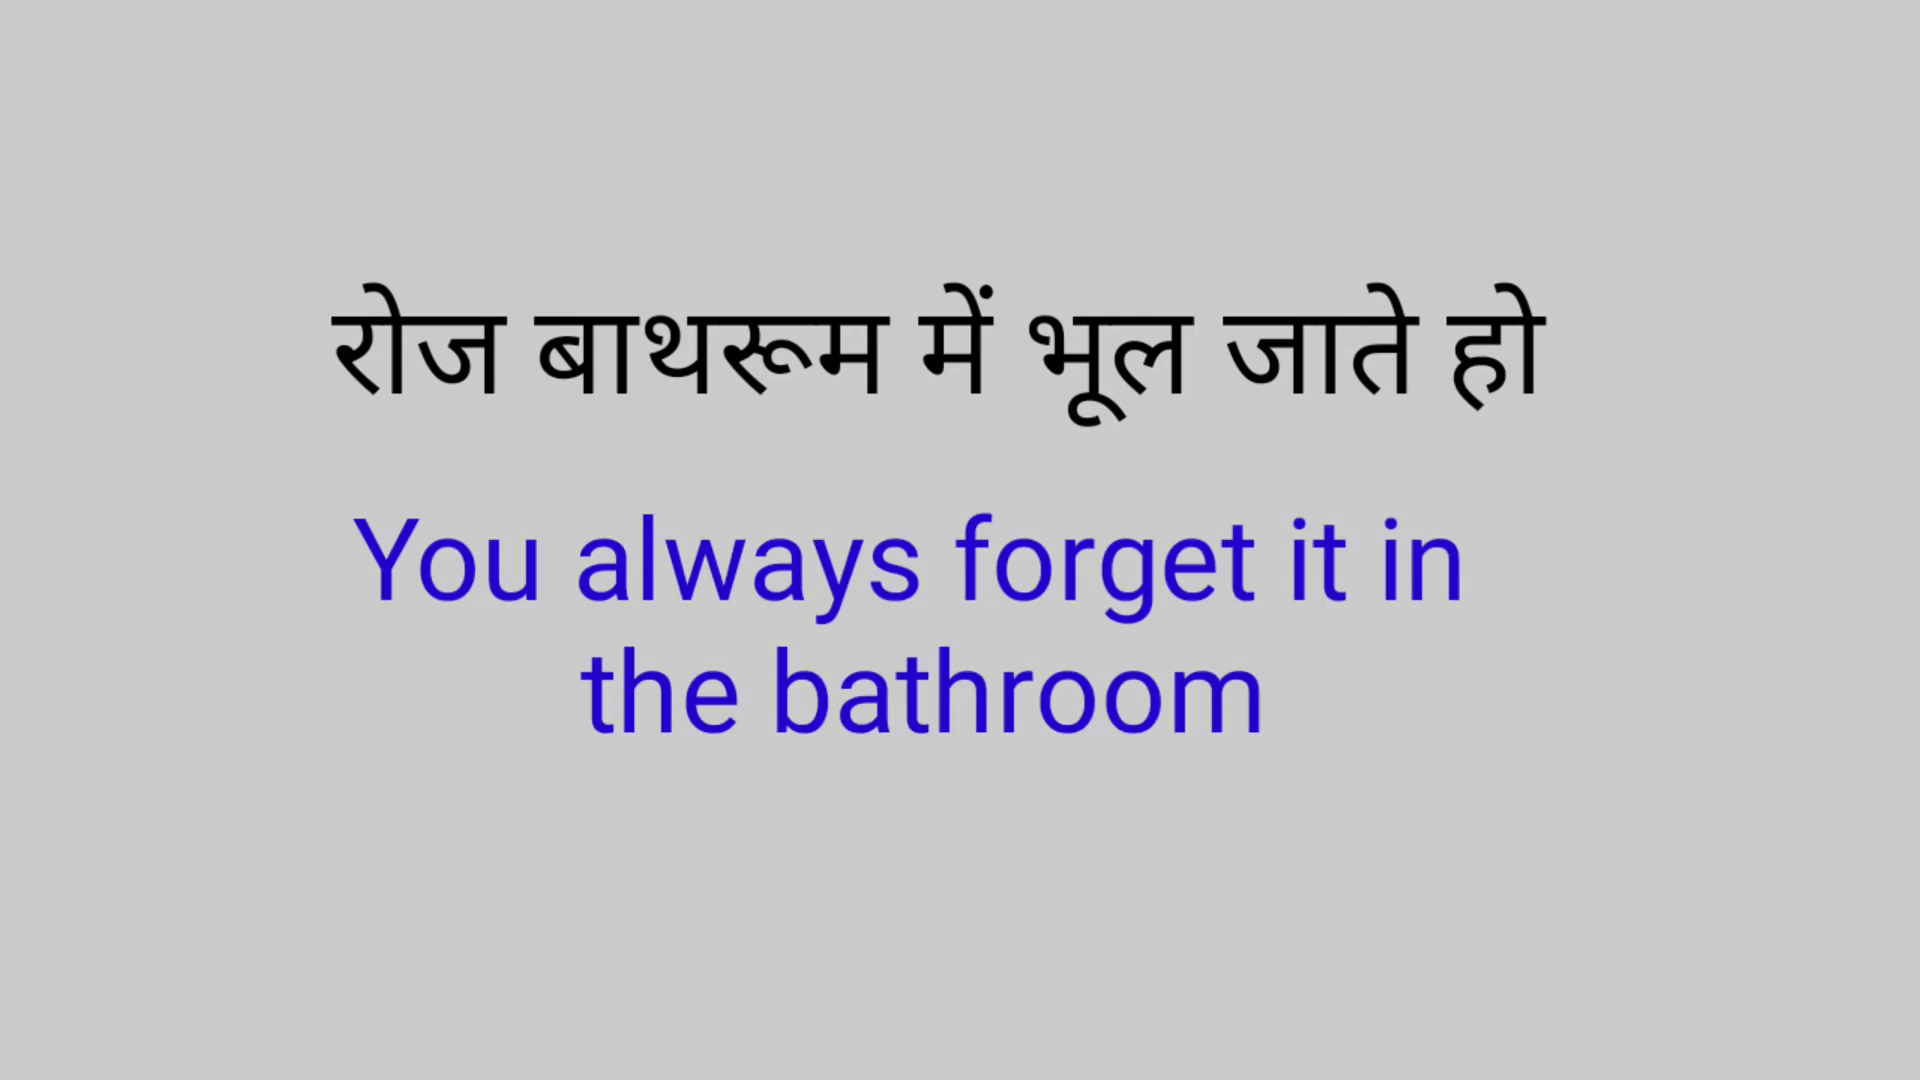 रोज बाथरूम में भूल जाते हो
You always forget it in
the bathroom